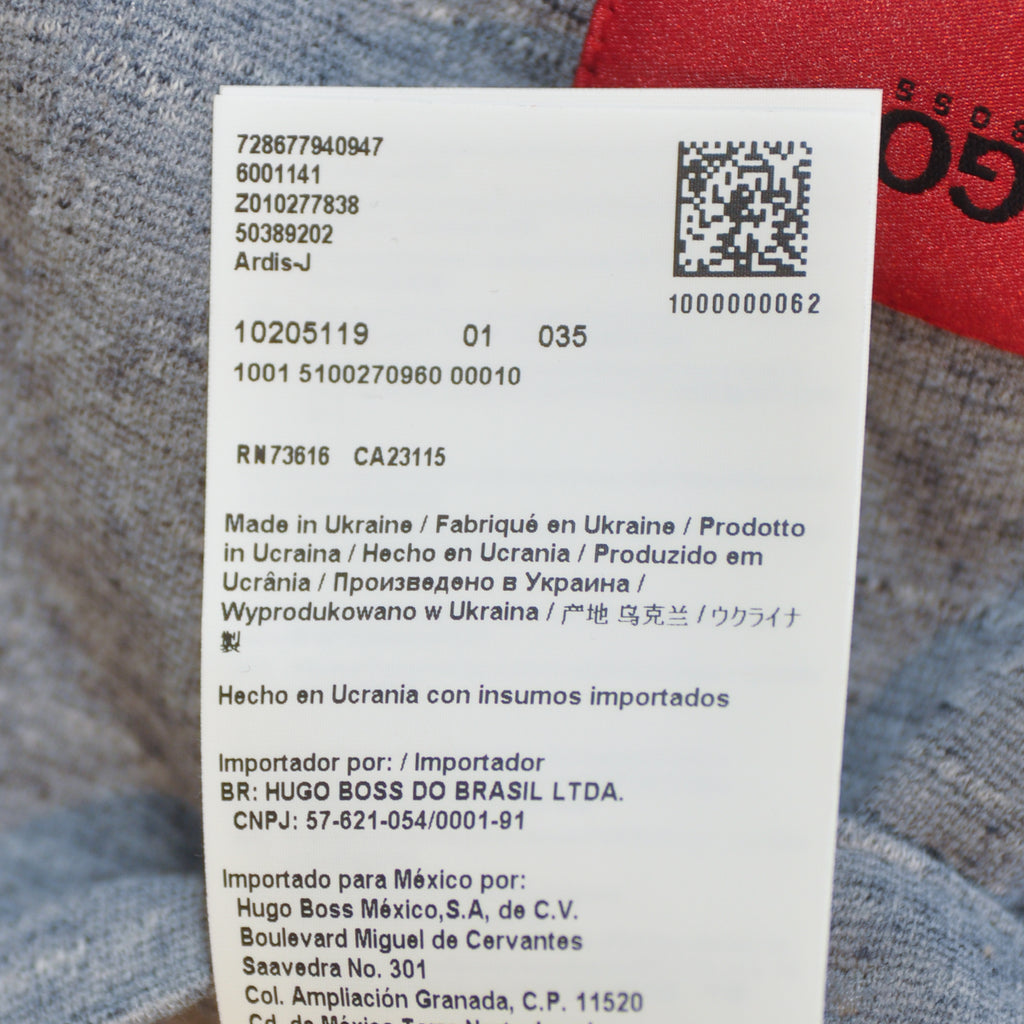 728677940947
6001141
Z010277838
50389202
Ardis-J
1000000062
10205119 01 035
1001 5100270960 00010
RN73616 CA23115
Made in Ukraine / Fabriqué en Ukraine / Prodotto
in Ucraina / Hecho en Ucrania / Produzido em
Ucrânia / Произведено в Украина /
Wyprodukowano w Ukraina / 产地 乌克兰 / ウクライナ
製
Hecho en Ucrania con insumos importados
Importador por: / Importador
BR: HUGO BOSS DO BRASIL LTDA.
CNPJ: 57-621-054/0001-91
Importado para México por:
Hugo Boss México,S.A, de C.V.
Boulevard Miguel de Cervantes
Saavedra No. 301
Col. Ampliación Granada, C.P. 11520
Cd. de México